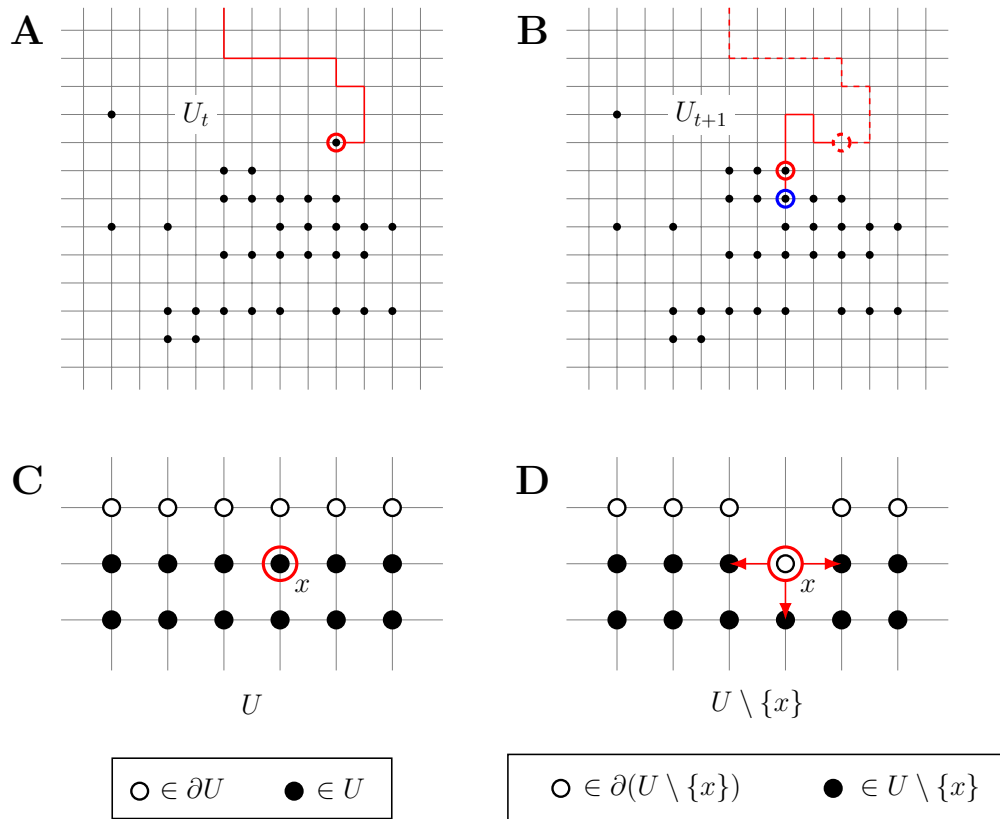 A
B
U_t
U_{t+1}
C
D
x
x
U
U \ {x}
∈ ∂U
∈ U
∈ ∂(U \ {x})
∈ U \ {x}